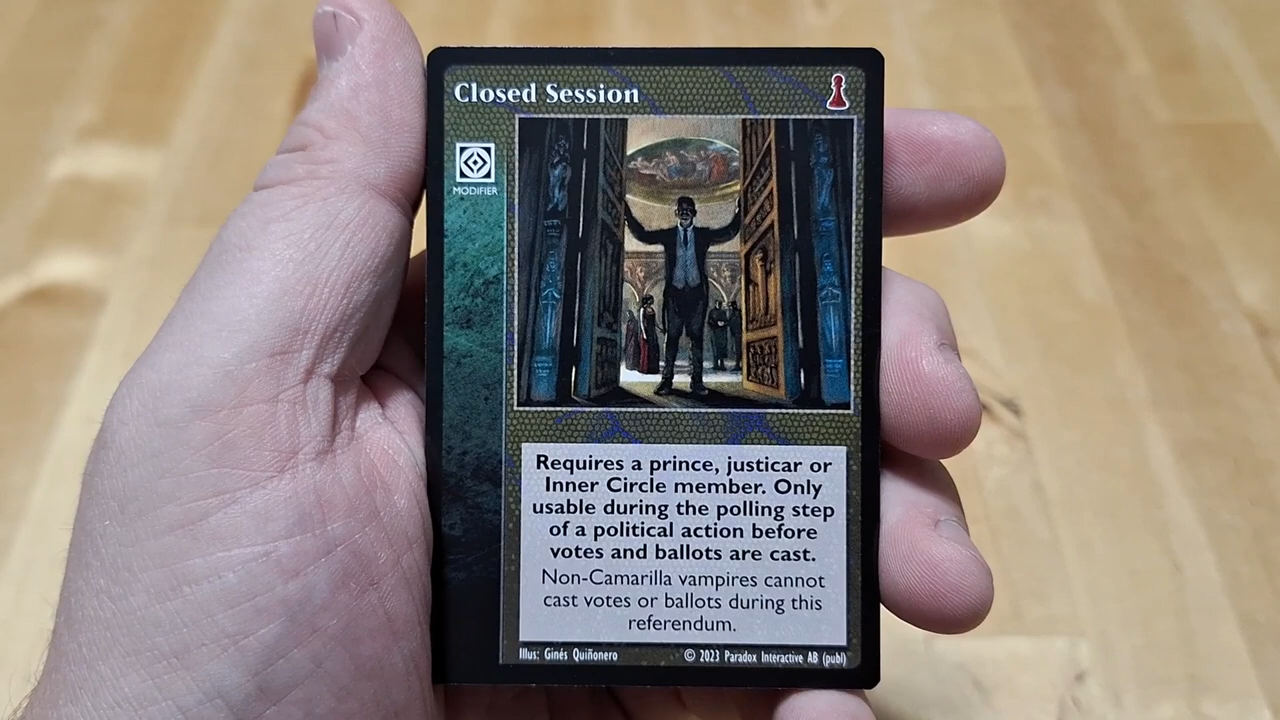 Closed Session
MODIFIER
Requires a prince, justicar or
Inner Circle member. Only
usable during the polling step
of a political action before
votes and ballots are cast.
Non-Camarilla vampires cannot
cast votes or ballots during this
referendum.
Illus: Ginés Quiñonero
© 2023 Paradox Interactive AB (publ)